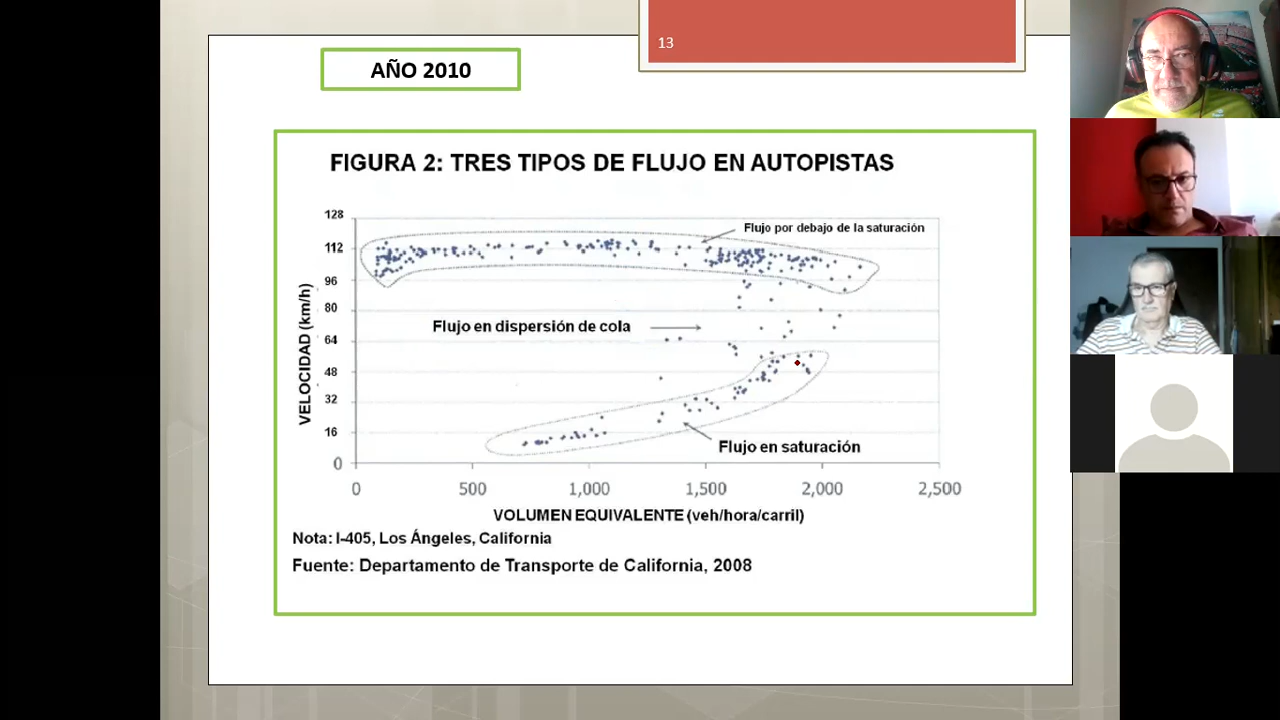 13
AÑO 2010
FIGURA 2: TRES TIPOS DE FLUJO EN AUTOPISTAS
128
112
96
80
64
48
32
16
0
VELOCIDAD (km/h)
Flujo por debajo de la saturación
Flujo en dispersión de cola
Flujo en saturación
0 500 1,000 1,500 2,000 2,500
VOLUMEN EQUIVALENTE (veh/hora/carril)
Nota: I-405, Los Ángeles, California
Fuente: Departamento de Transporte de California, 2008